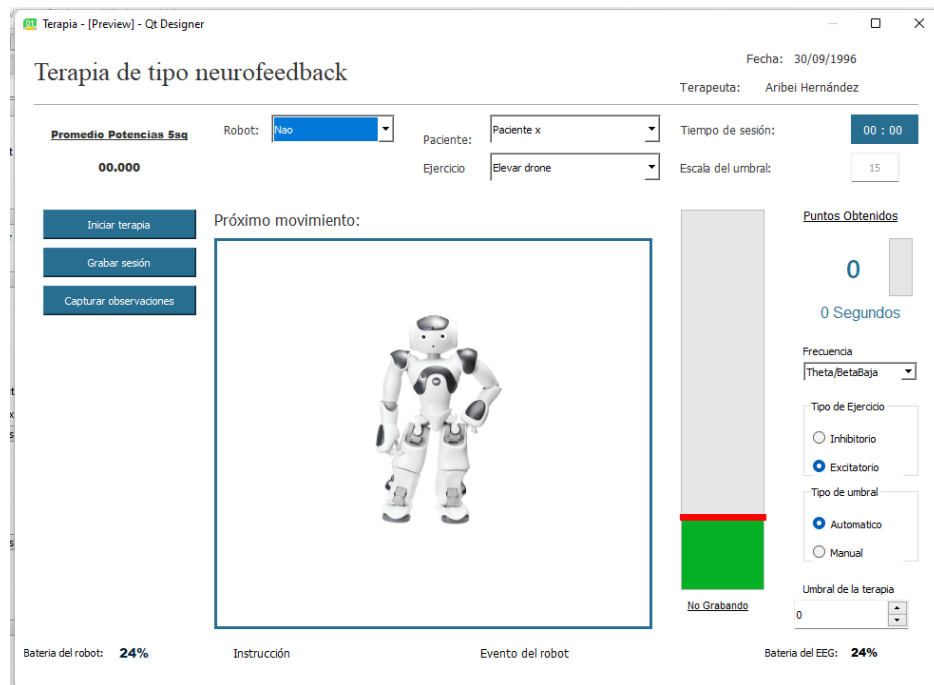 Terapia - [Preview] - Qt Designer
Terapia de tipo neurofeedback
Fecha: 30/09/1996
Terapeuta: Aribei Hernández
Promedio Potencias 5sg
00.000
Robot: Nao
Paciente: Paciente x
Ejercicio Elevar drone
Tiempo de sesión: 00 : 00
Escala del umbral: 15
Iniciar terapia
Grabar sesión
Capturar observaciones
Próximo movimiento:
No Grabando
Puntos Obtenidos
0
0 Segundos
Frecuencia
Theta/BetaBaja
Tipo de Ejercicio
Inhibitorio
Excitatorio
Tipo de umbral
Automatico
Manual
Umbral de la terapia
0
Bateria del robot: 24%
Instrucción
Evento del robot
Bateria del EEG: 24%